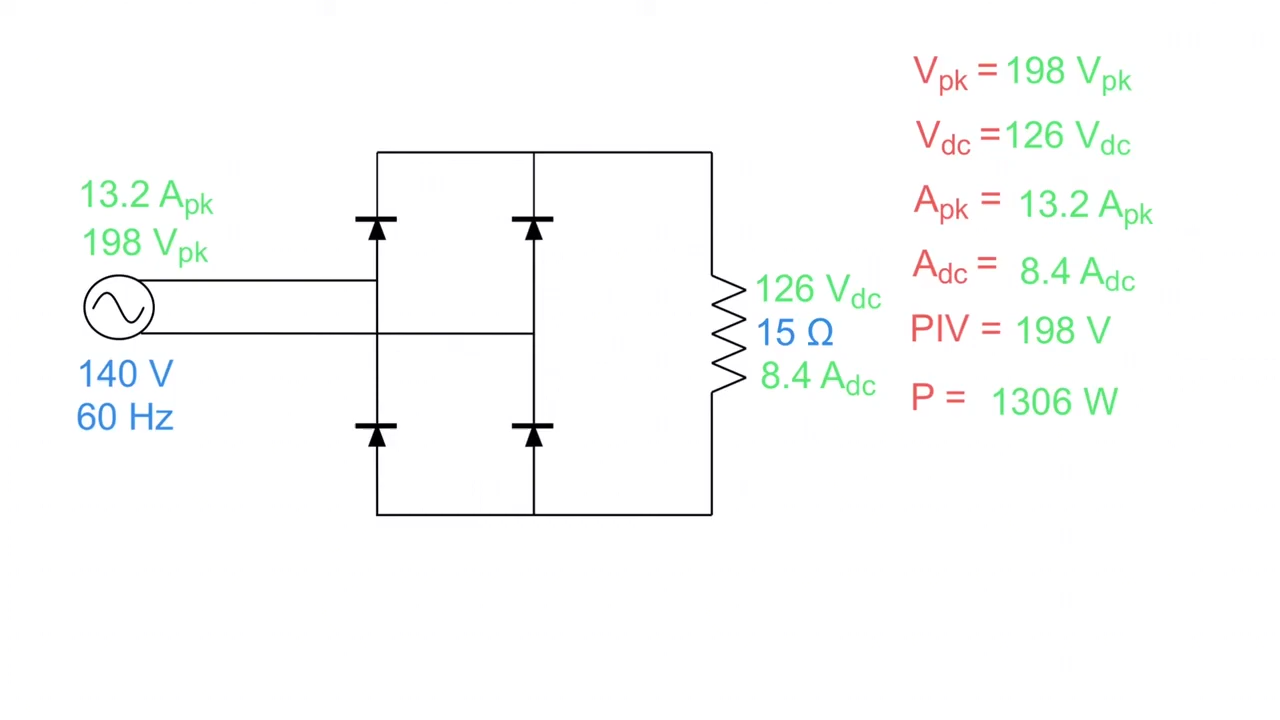 13.2 Apk
198 Vpk
140 V
60 Hz
126 Vdc
15 Ω
8.4 Adc
Vpk = 198 Vpk
Vdc = 126 Vdc
Apk = 13.2 Apk
Adc = 8.4 Adc
PIV = 198 V
P = 1306 W